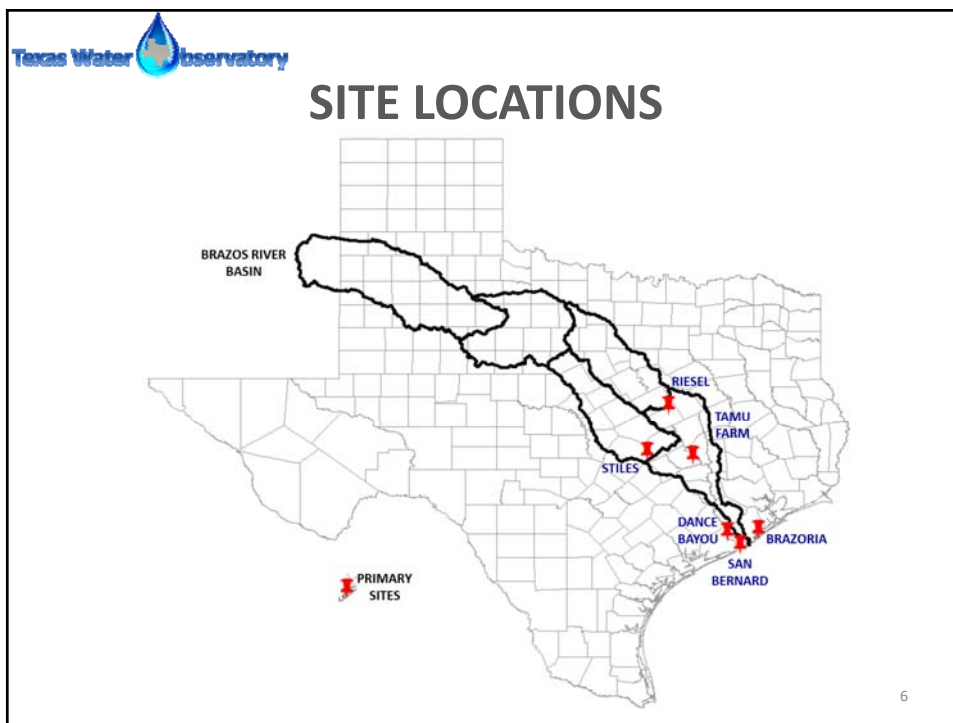 Texas Water Observatory
SITE LOCATIONS
BRAZOS RIVER
BASIN
RIESEL
TAMU
FARM
STILES
DANCE
BAYOU
BRAZORIA
SAN
BERNARD
PRIMARY
SITES
6